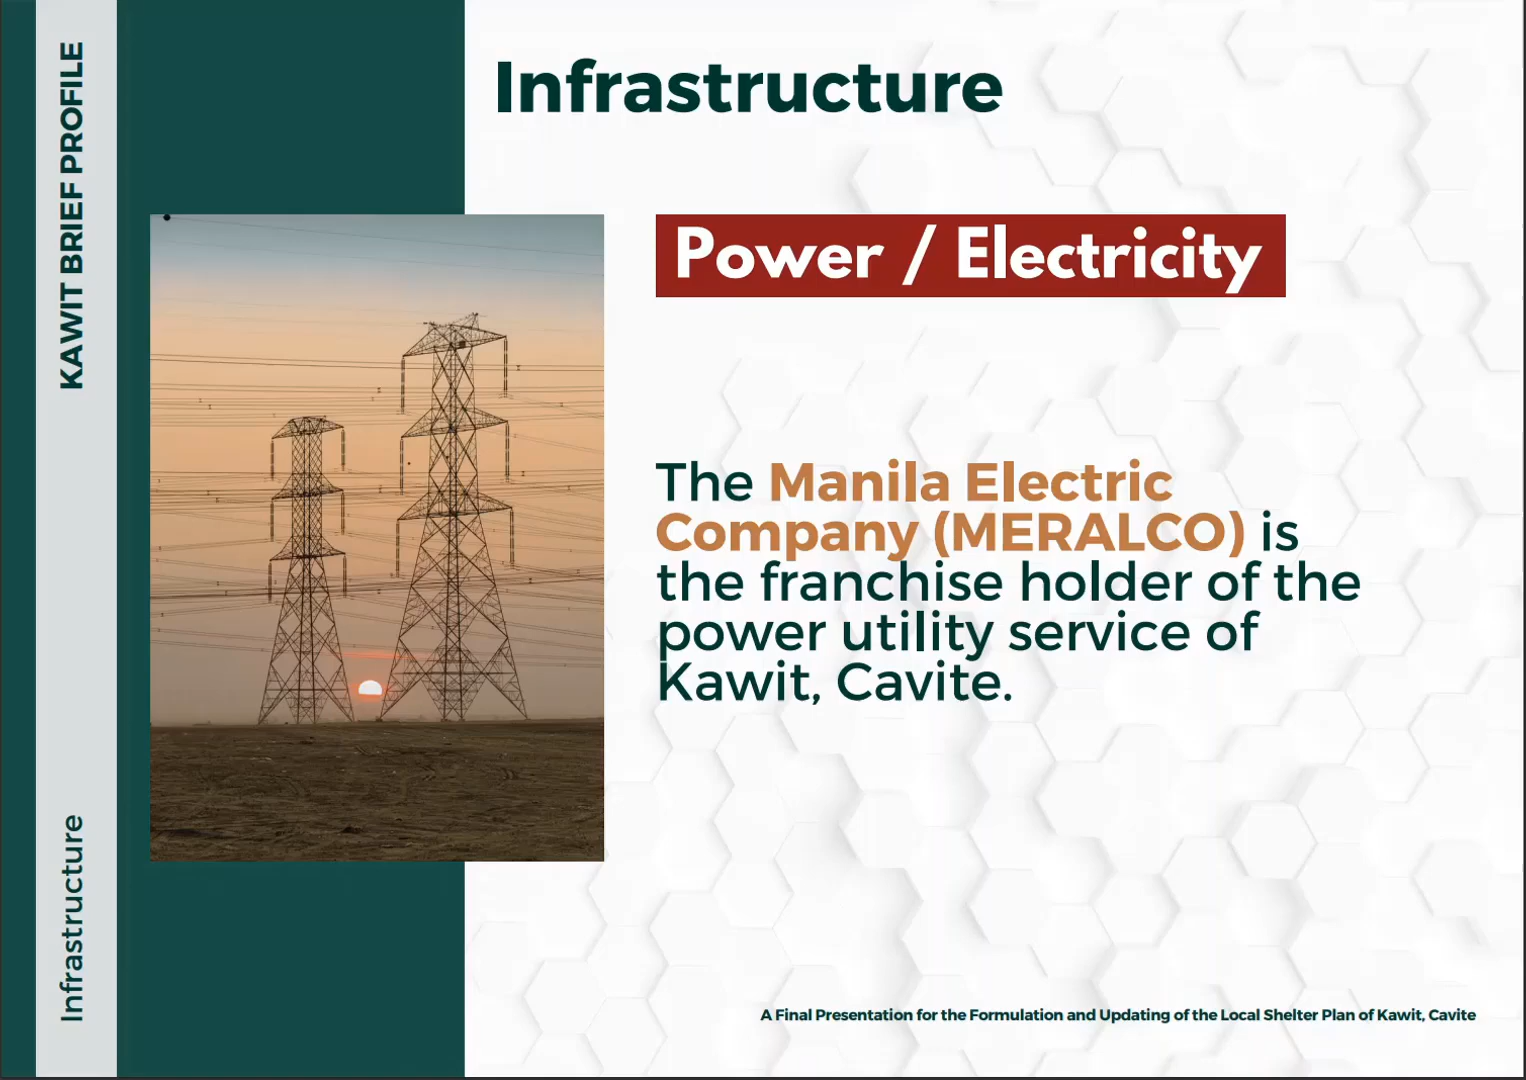 KAWIT BRIEF PROFILE
Infrastructure
Infrastructure
Power / Electricity
The Manila Electric
Company (MERALCO) is
the franchise holder of the
power utility service of
Kawit, Cavite.
A Final Presentation for the Formulation and Updating of the Local Shelter Plan of Kawit, Cavite